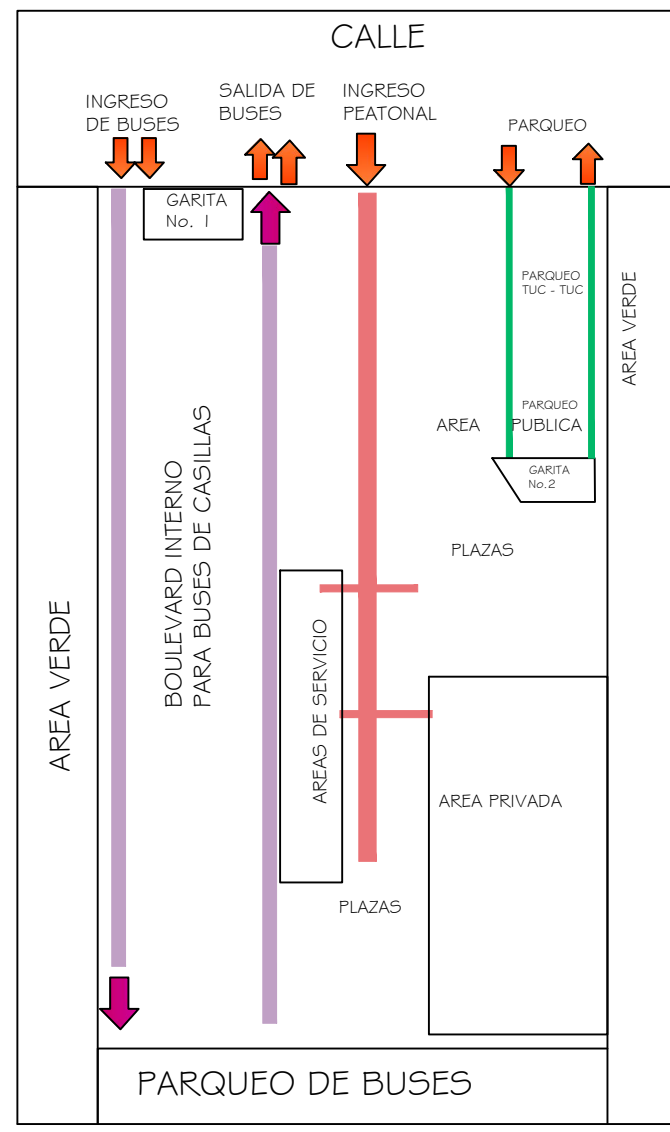 CALLE
INGRESO
DE BUSES
SALIDA DE
BUSES
INGRESO
PEATONAL
PARQUEO
GARITA
No. 1
PARQUEO
TUC - TUC
AREA VERDE
PARQUEO
AREA PUBLICA
GARITA
No.2
BOULEVARD INTERNO
PARA BUSES DE CASILLAS
PLAZAS
AREA VERDE
AREAS DE SERVICIO
AREA PRIVADA
PLAZAS
PARQUEO DE BUSES